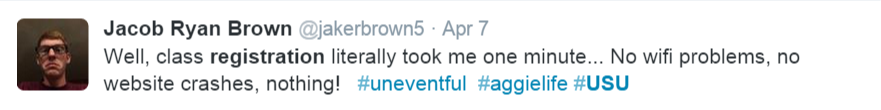 Jacob Ryan Brown @jakerbrown5 · Apr 7
Well, class registration literally took me one minute... No wifi problems, no
website crashes, nothing! #uneventful #aggielife #USU